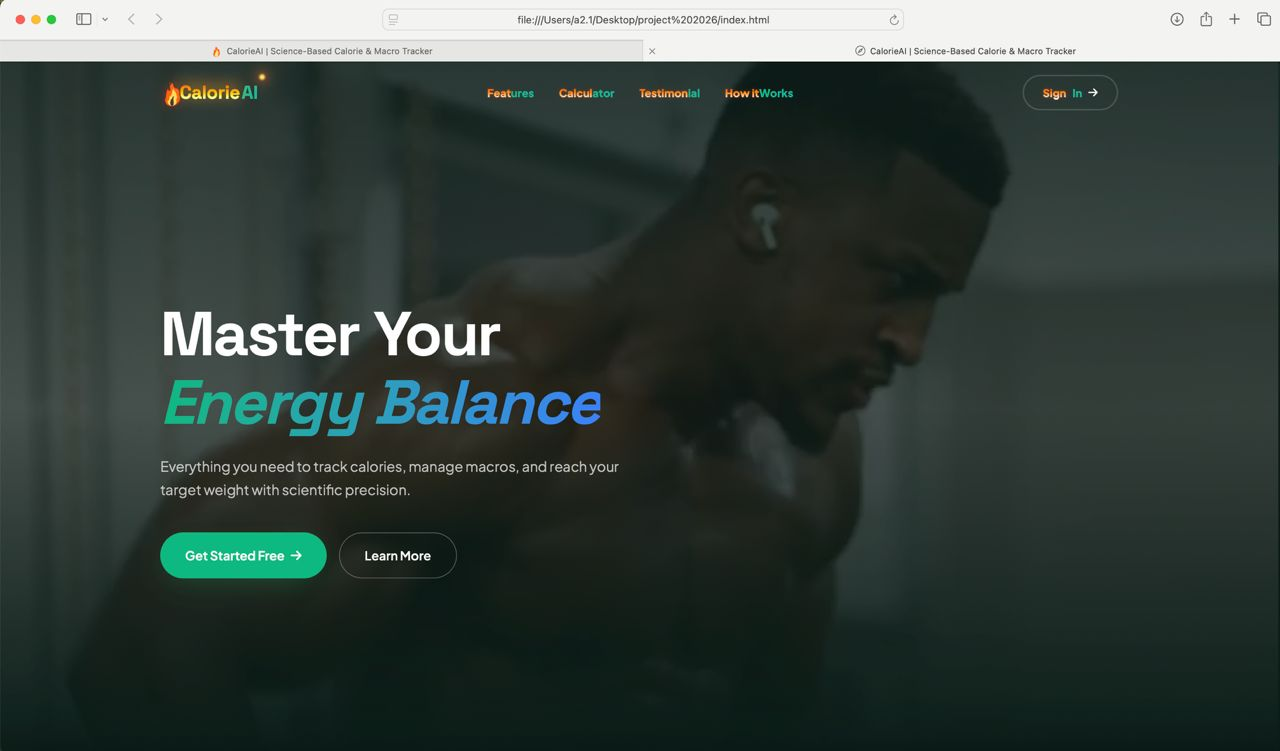 file:///Users/a2.1/Desktop/project%202026/index.html
CalorieAI | Science-Based Calorie & Macro Tracker
CalorieAI | Science-Based Calorie & Macro Tracker
CalorieAI
Features Calculator Testimonial How itWorks
Sign In →
Master Your
Energy Balance
Everything you need to track calories, manage macros, and reach your
target weight with scientific precision.
Get Started Free →
Learn More